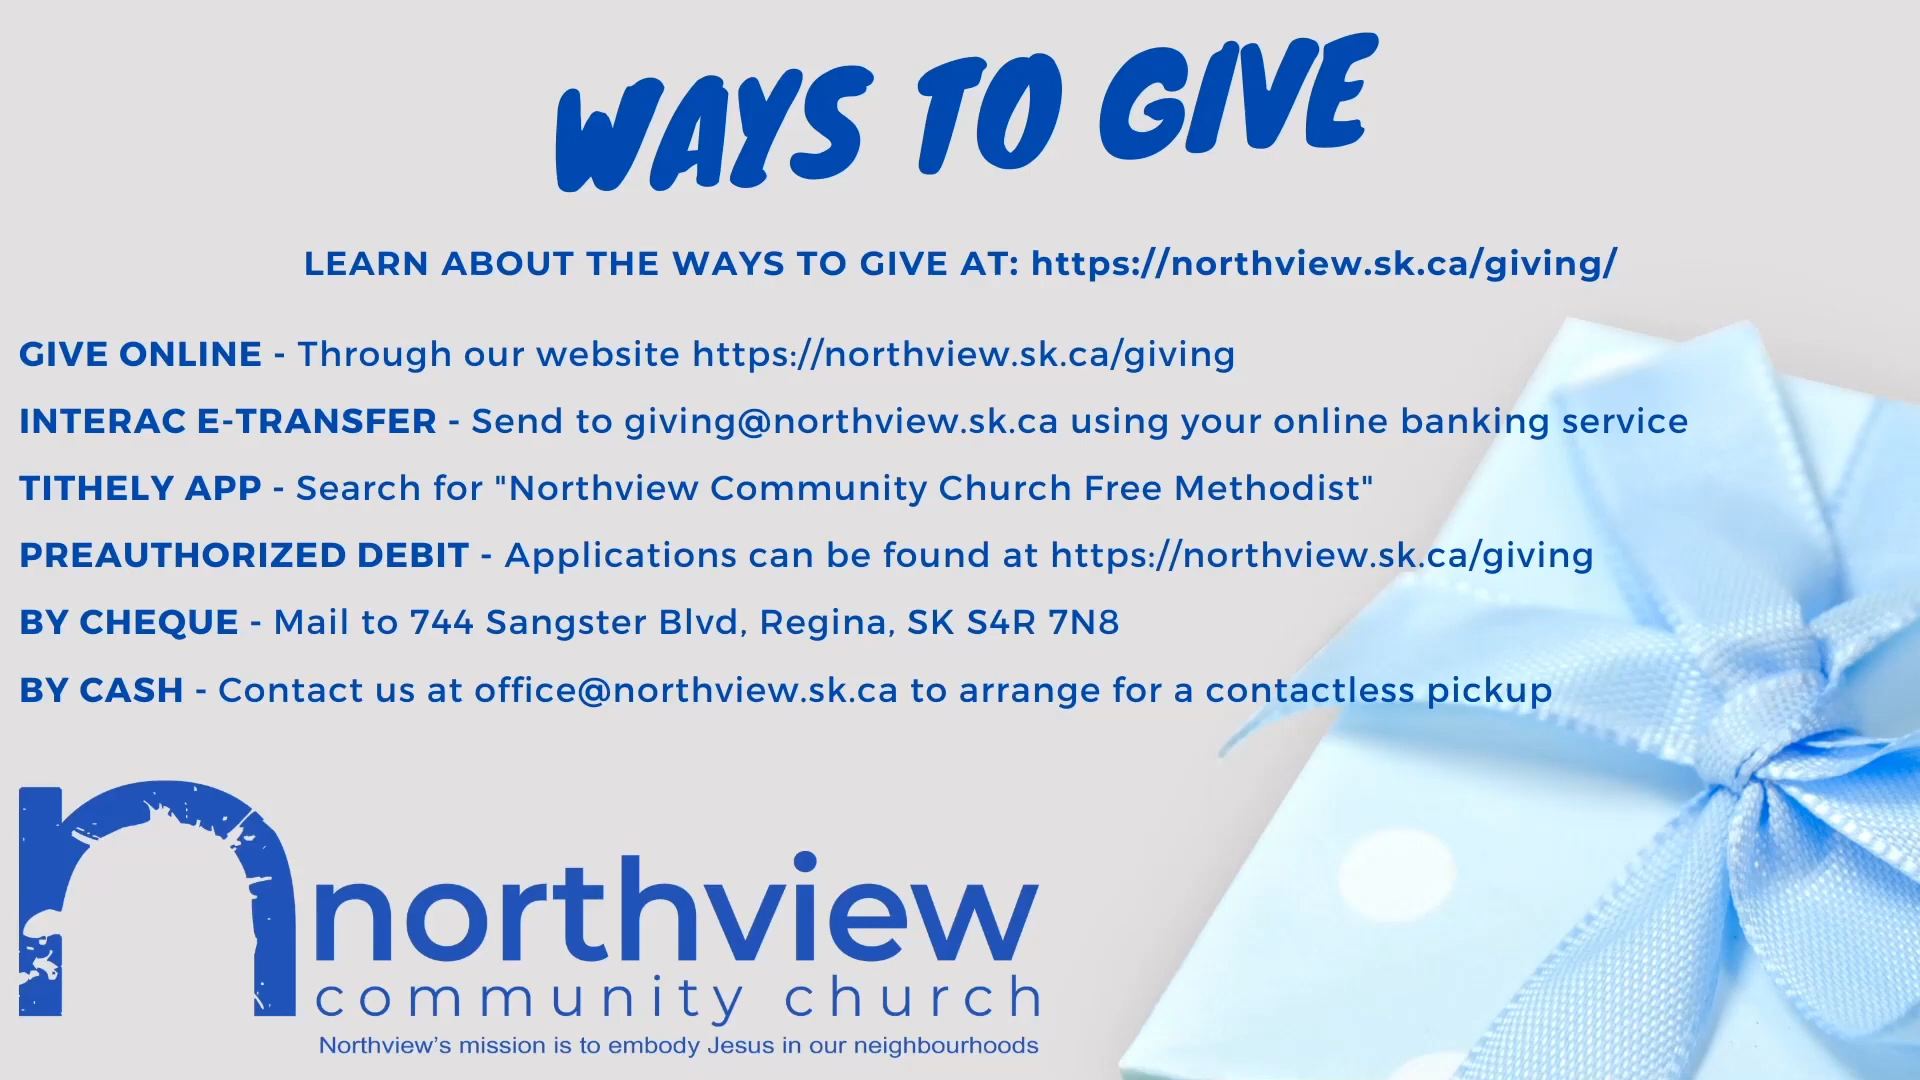 WAYS TO GIVE
LEARN ABOUT THE WAYS TO GIVE AT: https://northview.sk.ca/giving/
GIVE ONLINE - Through our website https://northview.sk.ca/giving
INTERAC E-TRANSFER - Send to giving@northview.sk.ca using your online banking service
TITHELY APP - Search for "Northview Community Church Free Methodist"
PREAUTHORIZED DEBIT - Applications can be found at https://northview.sk.ca/giving
BY CHEQUE - Mail to 744 Sangster Blvd, Regina, SK S4R 7N8
BY CASH - Contact us at office@northview.sk.ca to arrange for a contactless pickup
n northview
community church
Northview's mission is to embody Jesus in our neighbourhoods